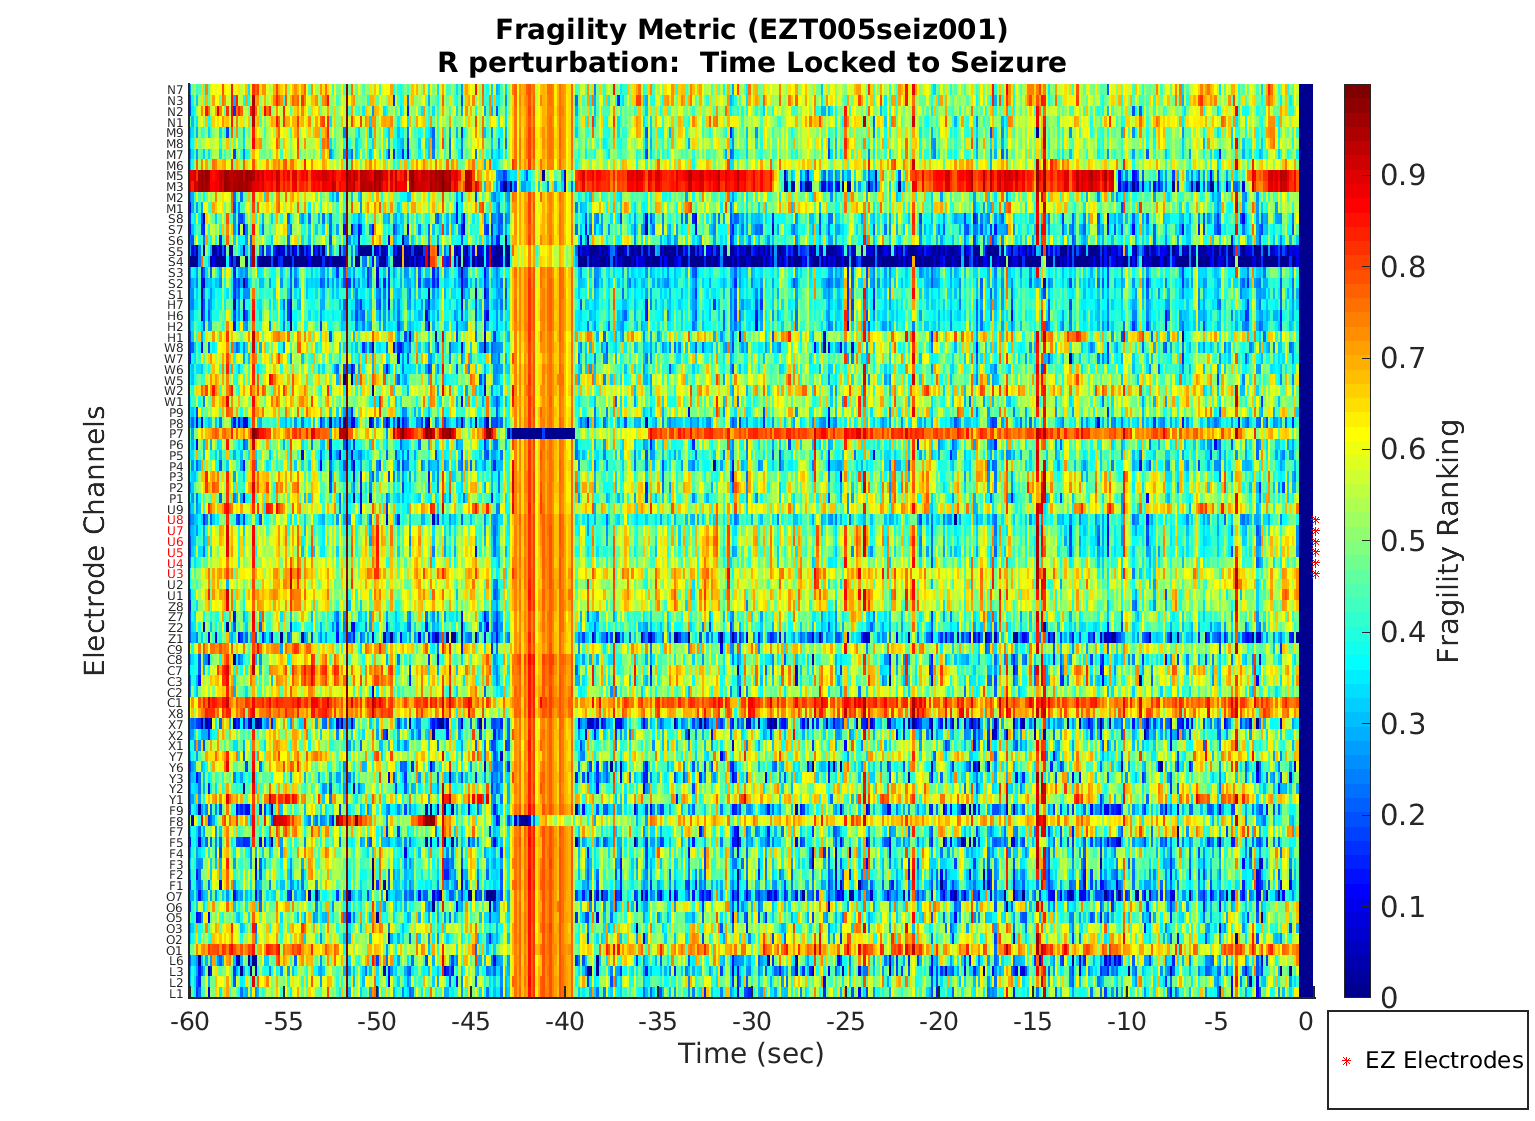 Fragility Metric (EZT005seiz001)
R perturbation:  Time Locked to Seizure
Electrode Channels
N7
N3
N2
N1
M9
M8
M7
M6
M5
M3
M2
M1
S8
S7
S6
S5
S4
S3
S2
S1
H7
H6
H2
H1
W8
W7
W6
W5
W2
W1
P9
P8
P7
P6
P5
P4
P3
P2
P1
U9
U8
U7
U6
U5
U4
U3
U2
U1
Z8
Z7
Z2
Z1
C9
C8
C7
C3
C2
C1
X8
X7
X2
X1
Y7
Y6
Y3
Y2
Y1
F9
F8
F7
F5
F4
F3
F2
F1
O7
O6
O5
O3
O2
O1
L6
L3
L2
L1
-60 -55 -50 -45 -40 -35 -30 -25 -20 -15 -10 -5 0
Time (sec)
0.9
0.8
0.7
0.6
0.5
0.4
0.3
0.2
0.1
0
Fragility Ranking
EZ Electrodes